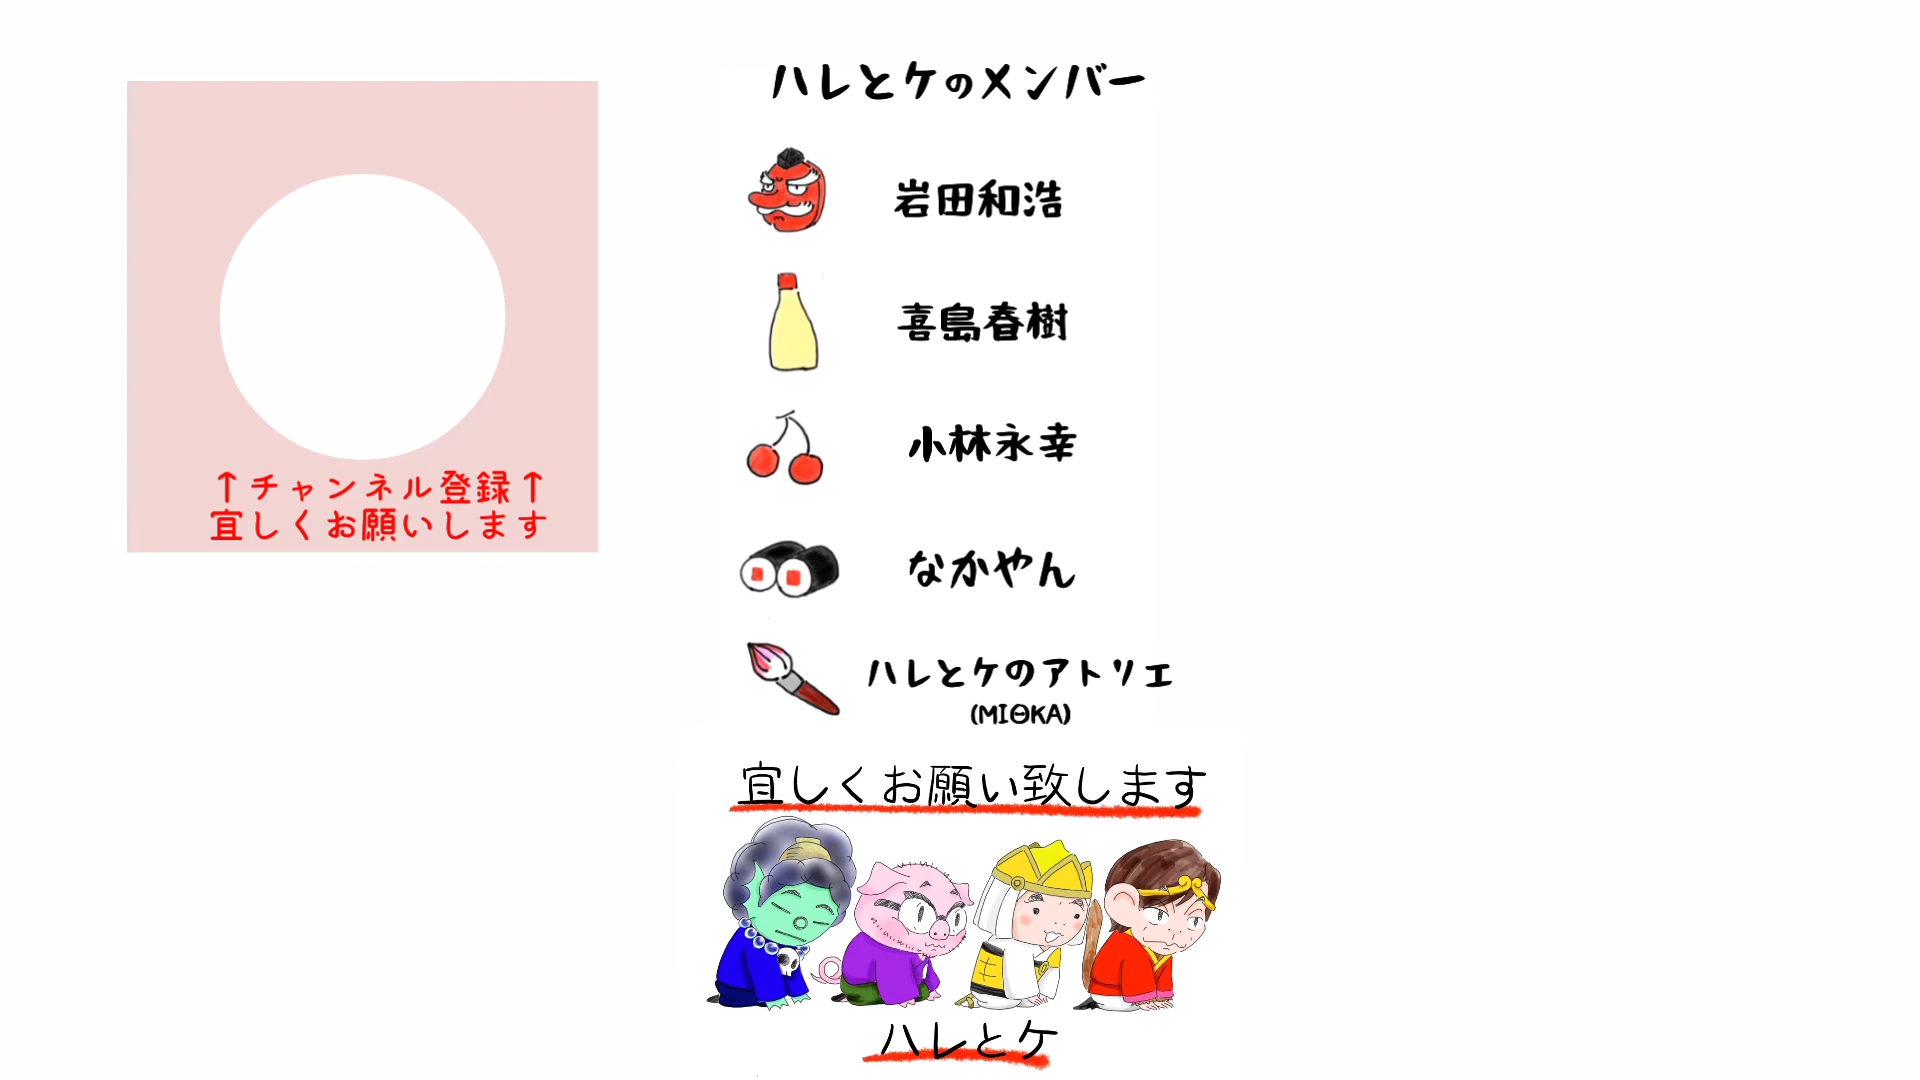 ↑チャンネル登録↑
宜しくお願いします
ハレとケのメンバー
岩田和浩
喜島春樹
小林永幸
なかやん
ハレとケのアトリエ
(MIOKA)
宜しくお願い致します
ハレとケ